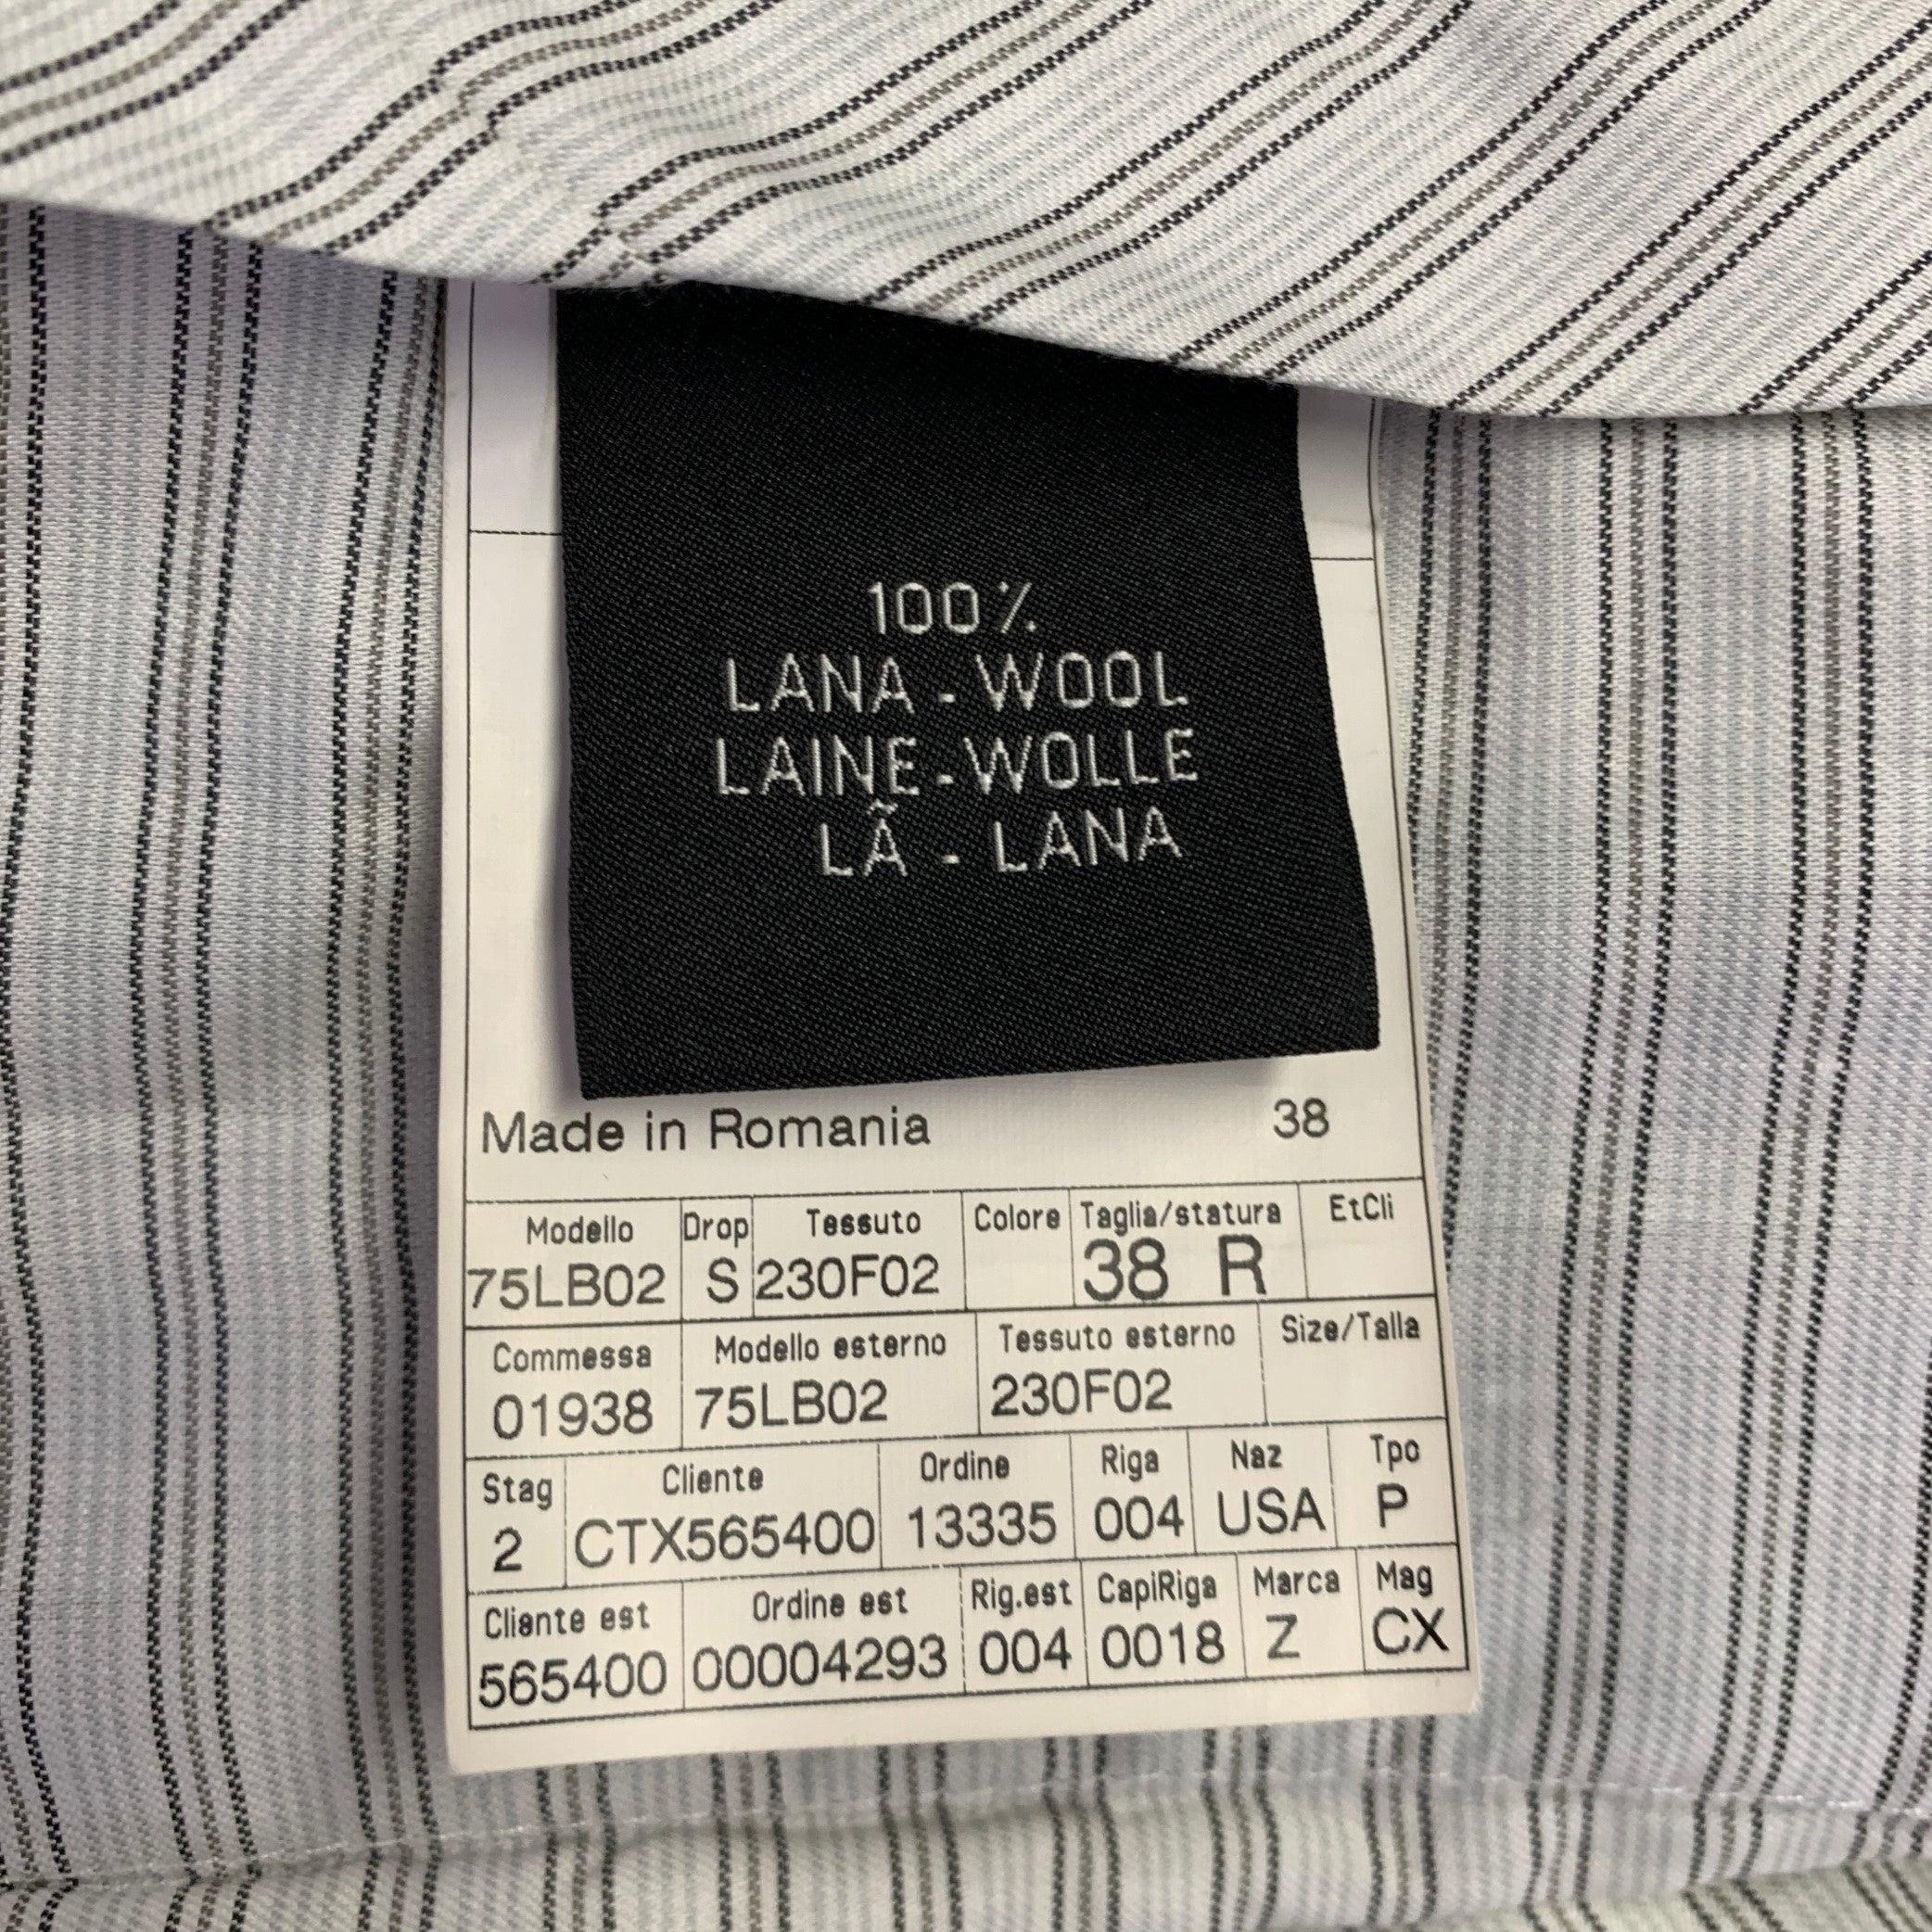 100%
LANA - WOOL
LAINE - WOLLE
LÃ - LANA
Made in Romania 38
Modello Drop Tessuto Colore Taglia/statura EtCli
75LB02 S 230F02 38 R
Commessa Modello esterno Tessuto esterno Size/Talla
01938 75LB02 230F02
Stag Cliente Ordine Riga Naz Tpo
2 CTX565400 13335 004 USA P
Cliente est Ordine est Rig.est CapiRiga Marca Mag
565400 00004293 004 0018 Z CX